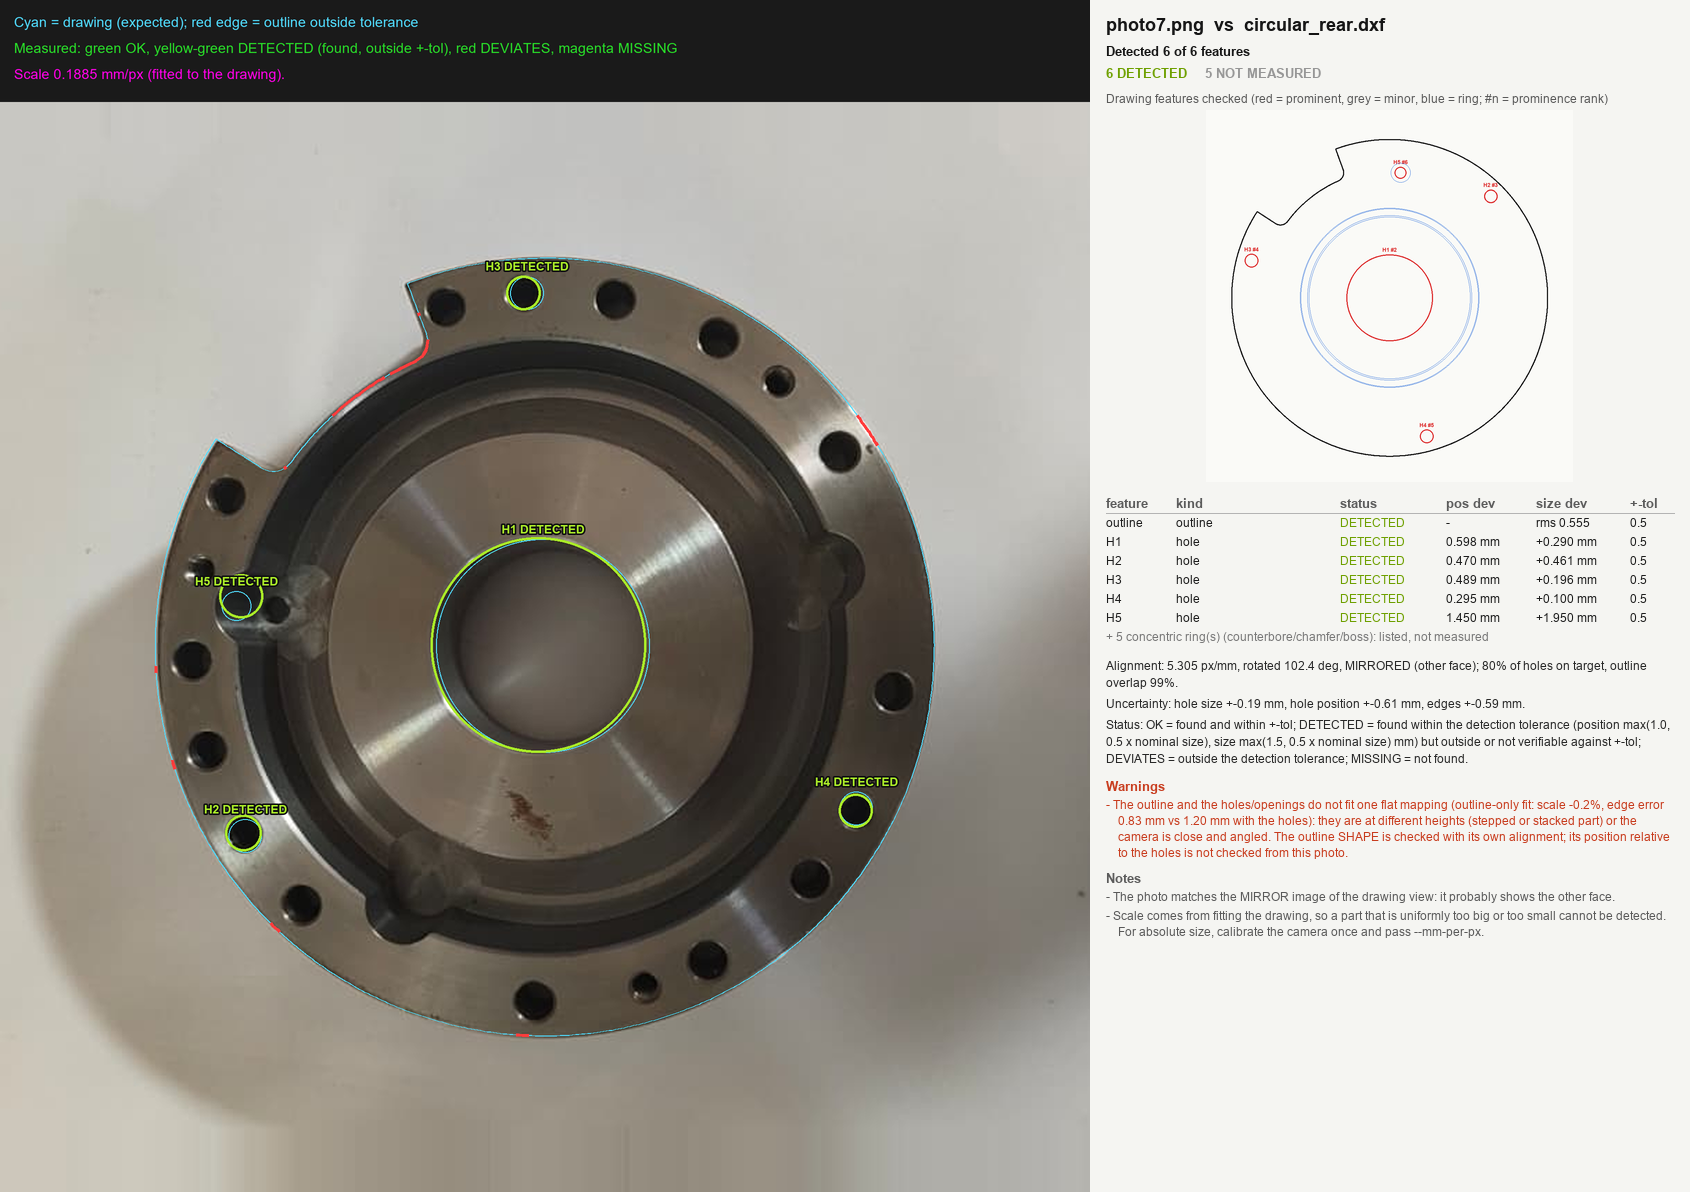 Cyan = drawing (expected); red edge = outline outside tolerance
Measured: green OK, yellow-green DETECTED (found, outside +-tol), red DEVIATES, magenta MISSING
Scale 0.1885 mm/px (fitted to the drawing).
H3 DETECTED
H1 DETECTED
H5 DETECTED
H4 DETECTED
H2 DETECTED
photo7.png vs circular_rear.dxf
Detected 6 of 6 features
6 DETECTED 5 NOT MEASURED
Drawing features checked (red = prominent, grey = minor, blue = ring; #n = prominence rank)
H5 #6
H2 #3
H3 #4
H1 #2
H4 #5
feature kind status pos dev size dev +-tol
outline outline DETECTED - rms 0.555 0.5
H1 hole DETECTED 0.598 mm +0.290 mm 0.5
H2 hole DETECTED 0.470 mm +0.461 mm 0.5
H3 hole DETECTED 0.489 mm +0.196 mm 0.5
H4 hole DETECTED 0.295 mm +0.100 mm 0.5
H5 hole DETECTED 1.450 mm +1.950 mm 0.5
+ 5 concentric ring(s) (counterbore/chamfer/boss): listed, not measured
Alignment: 5.305 px/mm, rotated 102.4 deg, MIRRORED (other face); 80% of holes on target, outline
overlap 99%.
Uncertainty: hole size +-0.19 mm, hole position +-0.61 mm, edges +-0.59 mm.
Status: OK = found and within +-tol; DETECTED = found within the detection tolerance (position max(1.0,
0.5 x nominal size), size max(1.5, 0.5 x nominal size) mm) but outside or not verifiable against +-tol;
DEVIATES = outside the detection tolerance; MISSING = not found.
Warnings
- The outline and the holes/openings do not fit one flat mapping (outline-only fit: scale -0.2%, edge error
0.83 mm vs 1.20 mm with the holes): they are at different heights (stepped or stacked part) or the
camera is close and angled. The outline SHAPE is checked with its own alignment; its position relative
to the holes is not checked from this photo.
Notes
- The photo matches the MIRROR image of the drawing view: it probably shows the other face.
- Scale comes from fitting the drawing, so a part that is uniformly too big or too small cannot be detected.
For absolute size, calibrate the camera once and pass --mm-per-px.